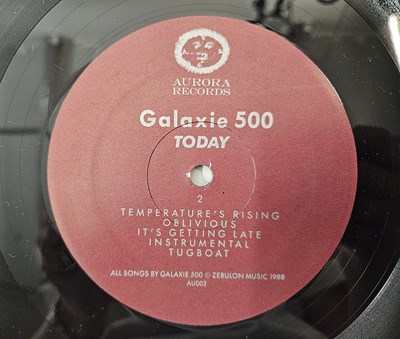 AURORA
RECORDS
Galaxie 500
TODAY
2
TEMPERATURE'S RISING
OBLIVIOUS
IT'S GETTING LATE
INSTRUMENTAL
TUGBOAT
ALL SONGS BY GALAXIE 500 © ZEBULON MUSIC 1988
AU002